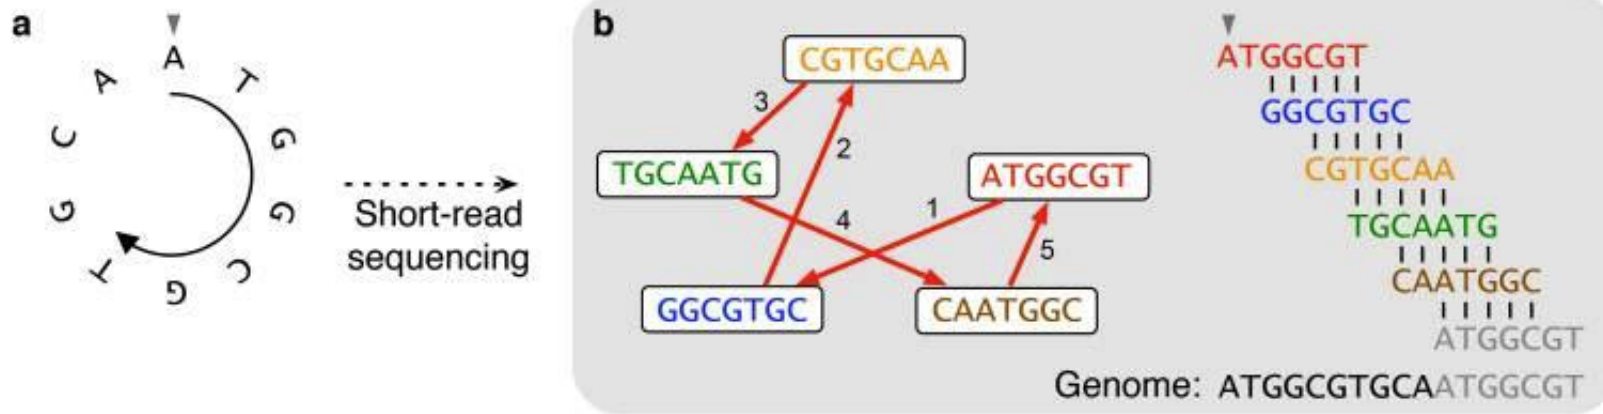 a
A
T
G
G
C
G
T
G
C
A
Short-read
sequencing
b
CGTGCAA
3
2
TGCAATG
ATGGCGT
4
1
5
GGCGTGC
CAATGGC
ATGGCGT
GGCGTGC
CGTGCAA
TGCAATG
CAATGGC
ATGGCGT
Genome: ATGGCGTGCAATGGCGT